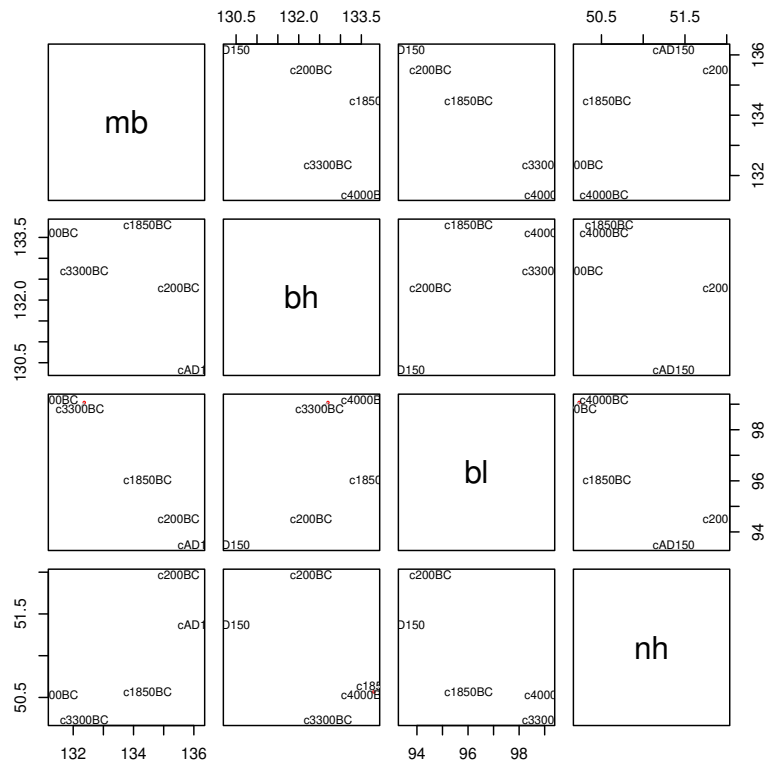 130.5 132.0 133.5 50.5 51.5
mb D150 c200BC c1850 c3300BC c4000B
D150 c200BC c1850BC c3300 c4000
cAD150 c200 c1850BC 00BC c4000BC
136 134 132
133.5 132.0 130.5
c1850BC 00BC c3300BC c200BC cAD1
bh
c1850BC c4000 c3300 c200BC D150
c1850BC c4000BC 00BC c200 cAD150
00BC c3300BC c1850BC c200BC cAD1
c4000B c3300BC c1850 c200BC D150
bl
c4000BC 0BC c1850BC c200 cAD150
98 96 94
51.5 50.5
c200BC cAD1 c1850BC 00BC c3300BC
c200BC D150 c185 c4000B c3300BC
c200BC D150 c1850BC c4000 c3300
nh
132 134 136 94 96 98